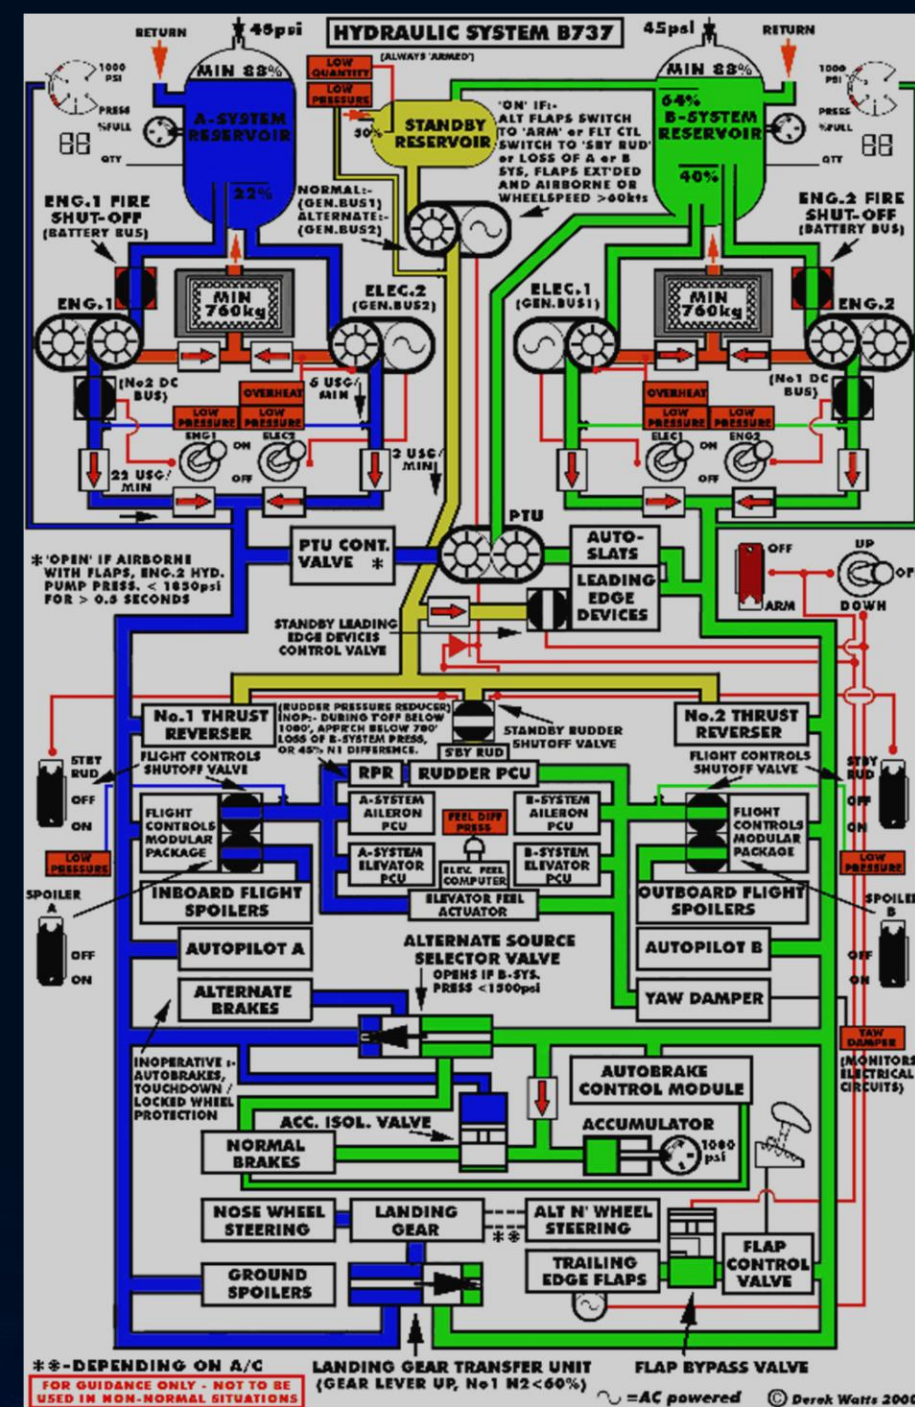 HYDRAULIC SYSTEM B737
RETURN
45psi
45psi
RETURN
(ALWAYS 'ARMED')
LOW
QUANTITY
LOW
PRESSURE
1000
PSI
PRESS
%FULL
QTY
MIN 88%
A-SYSTEM
RESERVOIR
22%
50%
STANDBY
RESERVOIR
'ON' IF:-
ALT FLAPS SWITCH
TO 'ARM' or FLT CTL
SWITCH TO 'SBY RUD'
or LOSS OF A or B
SYS, FLAPS EXT'DED
AND AIRBORNE OR
WHEELSPEED >60kts
MIN 88%
64%
B-SYSTEM
RESERVOIR
40%
1000
PSI
PRESS
%FULL
QTY
ENG.1 FIRE
SHUT-OFF
(BATTERY BUS)
NORMAL:-
(GEN.BUS1)
ALTERNATE:-
(GEN.BUS2)
ENG.2 FIRE
SHUT-OFF
(BATTERY BUS)
ENG.1
MIN
760kg
ELEC.2
(GEN.BUS2)
ELEC.1
(GEN.BUS1)
MIN
760kg
ENG.2
(No2 DC
BUS)
OVERHEAT
6 USG/
MIN
LOW
PRESSURE
LOW
PRESSURE
ENG1
ELEC2
ON
OFF
22 USG/
MIN
3 USG/
MIN
OVERHEAT
(No1 DC
BUS)
LOW
PRESSURE
LOW
PRESSURE
ELEC1
ENG2
ON
OFF
PTU
PTU CONT.
VALVE *
AUTO-
SLATS
LEADING
EDGE
DEVICES
OFF
ARM
UP
OFF
DOWN
*'OPEN' IF AIRBORNE
WITH FLAPS, ENG.2 HYD.
PUMP PRESS. < 1850psi
FOR > 0.5 SECONDS
STANDBY LEADING
EDGE DEVICES
CONTROL VALVE
No.1 THRUST
REVERSER
(RUDDER PRESSURE REDUCER)
INOP:- DURING T'OFF BELOW
1000', APP'CH BELOW 700'
LOSS OF B-SYSTEM PRESS,
OR 45% N1 DIFFERENCE.
STANDBY RUDDER
SHUTOFF VALVE
No.2 THRUST
REVERSER
S'BY RUD
RPR
RUDDER PCU
FLIGHT CONTROLS
SHUTOFF VALVE
FLIGHT CONTROLS
SHUTOFF VALVE
STBY
RUD
OFF
ON
STBY
RUD
OFF
ON
FLIGHT
CONTROLS
MODULAR
PACKAGE
A-SYSTEM
AILERON
PCU
FEEL DIFF
PRESS
B-SYSTEM
AILERON
PCU
FLIGHT
CONTROLS
MODULAR
PACKAGE
LOW
PRESSURE
A-SYSTEM
ELEVATOR
PCU
ELEV. FEEL
COMPUTER
B-SYSTEM
ELEVATOR
PCU
LOW
PRESSURE
INBOARD FLIGHT
SPOILERS
ELEVATOR FEEL
ACTUATOR
OUTBOARD FLIGHT
SPOILERS
SPOILER
A
OFF
ON
SPOILER
B
OFF
ON
AUTOPILOT A
ALTERNATE SOURCE
SELECTOR VALVE
OPENS IF B-SYS.
PRESS <1500psi
AUTOPILOT B
ALTERNATE
BRAKES
YAW DAMPER
YAW
DAMPER
(MONITORS
ELECTRICAL
CIRCUITS)
INOPERATIVE :-
AUTOBRAKES,
TOUCHDOWN /
LOCKED WHEEL
PROTECTION
AUTOBRAKE
CONTROL MODULE
ACC. ISOL. VALVE
ACCUMULATOR
1000
psi
NORMAL
BRAKES
NOSE WHEEL
STEERING
LANDING
GEAR
**
ALT N' WHEEL
STEERING
GROUND
SPOILERS
TRAILING
EDGE FLAPS
FLAP
CONTROL
VALVE
**-DEPENDING ON A/C
LANDING GEAR TRANSFER UNIT
(GEAR LEVER UP, No1 N2<60%)
FLAP BYPASS VALVE
FOR GUIDANCE ONLY - NOT TO BE
USED IN NON-NORMAL SITUATIONS
=AC powered
© Derek Watts 2000